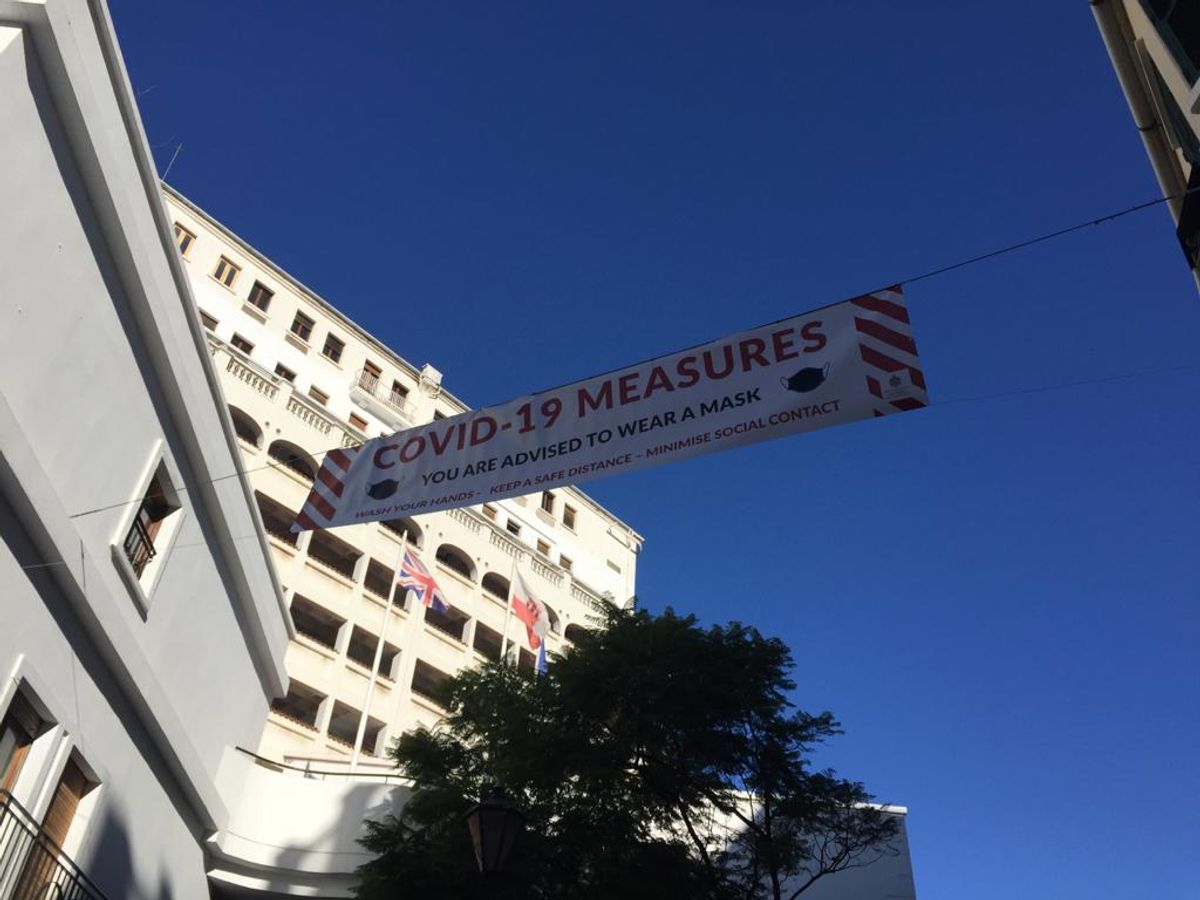 COVID-19 MEASURES
YOU ARE ADVISED TO WEAR A MASK
WASH YOUR HANDS - KEEP A SAFE DISTANCE - MINIMISE SOCIAL CONTACT